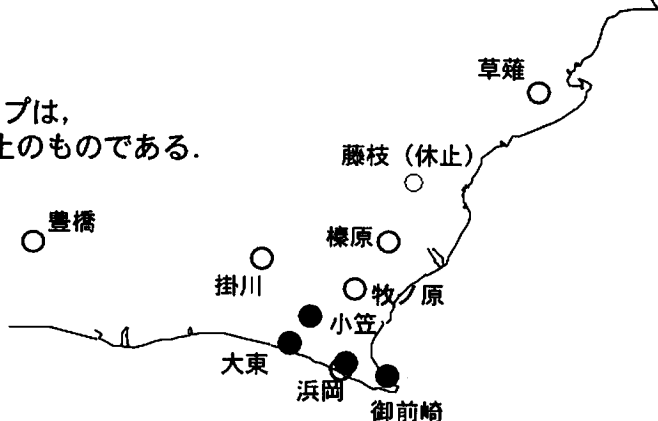 草薙
プは，
上のものである．
藤枝（休止）
豊橋
榛原
掛川
牧ノ原
小笠
大東
浜岡
御前崎